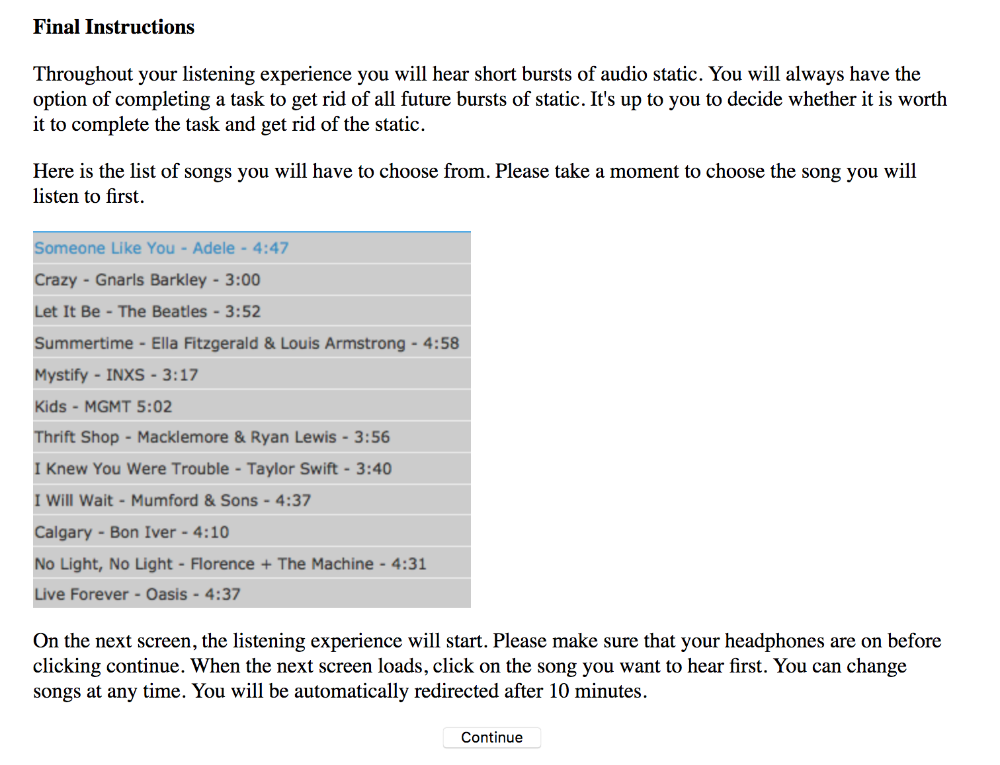 Final Instructions
Throughout your listening experience you will hear short bursts of audio static. You will always have the
option of completing a task to get rid of all future bursts of static. It's up to you to decide whether it is worth
it to complete the task and get rid of the static.
Here is the list of songs you will have to choose from. Please take a moment to choose the song you will
listen to first.
Someone Like You - Adele - 4:47
Crazy - Gnarls Barkley - 3:00
Let It Be - The Beatles - 3:52
Summertime - Ella Fitzgerald & Louis Armstrong - 4:58
Mystify - INXS - 3:17
Kids - MGMT 5:02
Thrift Shop - Macklemore & Ryan Lewis - 3:56
I Knew You Were Trouble - Taylor Swift - 3:40
I Will Wait - Mumford & Sons - 4:37
Calgary - Bon Iver - 4:10
No Light, No Light - Florence + The Machine - 4:31
Live Forever - Oasis - 4:37
On the next screen, the listening experience will start. Please make sure that your headphones are on before
clicking continue. When the next screen loads, click on the song you want to hear first. You can change
songs at any time. You will be automatically redirected after 10 minutes.
Continue